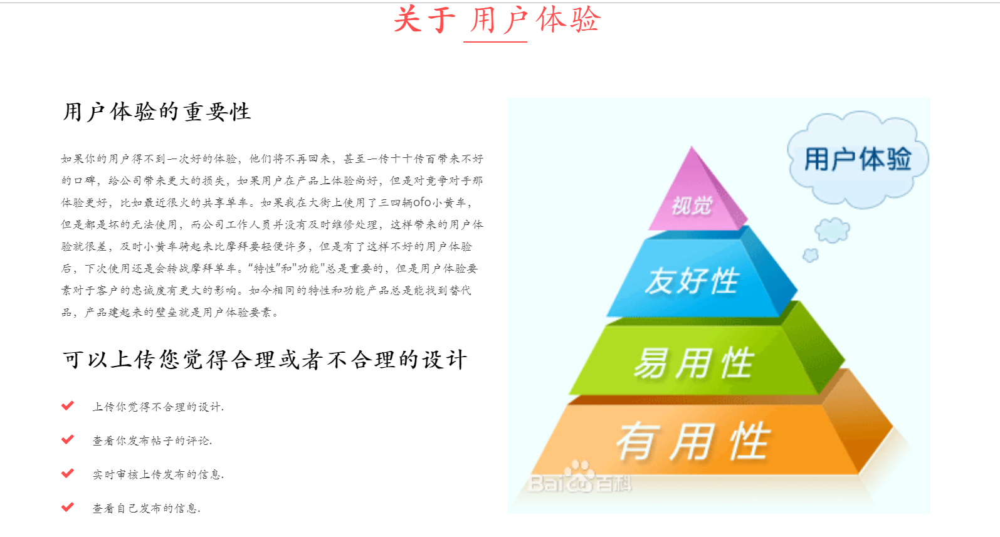 关于 用户体验
用户体验的重要性
如果你的用户得不到一次好的体验，他们将不再回来，甚至一传十十传百带来不好
的口碑，给公司带来更大的损失，如果用户在产品上体验尚好，但是对竞争对手那
体验更好，比如最近很火的共享单车。如果我在大街上使用了三四辆ofo小黄车，
但是都是坏的无法使用，而公司工作人员并没有及时维修处理，这样带来的用户体
验就很差，及时小黄车骑起来比摩拜要轻便许多，但是有了这样不好的用户体验
后，下次使用还是会转战摩拜单车。“特性”和"功能"总是重要的，但是用户体验要
素对于客户的忠诚度有更大的影响。如今相同的特性和功能产品总是能找到替代
品，产品建起来的壁垒就是用户体验要素。
可以上传您觉得合理或者不合理的设计
上传你觉得不合理的设计.
查看你发布帖子的评论.
实时审核上传发布的信息.
查看自己发布的信息.
用户体验
视觉
友好性
易用性
有用性
Bai百科